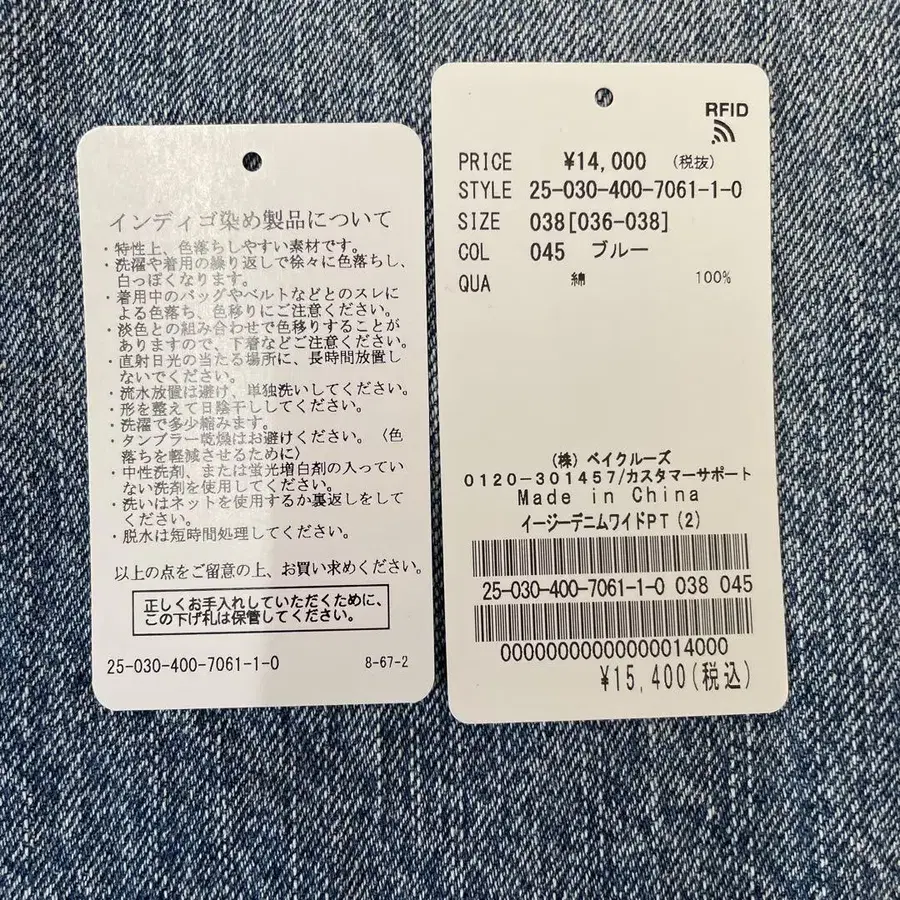 インディゴ染め製品について
・特性上、色落ちしやすい素材です。
・洗濯や着用の繰り返しで徐々に色落ちし、
白っぽくなります。
・着用中のバッグやベルトなどとのスレに
よる色落ち、色移りにご注意ください。
・淡色との組み合わせで色移りすることが
ありますので、下着などご注意ください。
・直射日光の当たる場所に、長時間放置し
ないでください。
・流水放置は避け、単独洗いしてください。
・形を整えて日陰干ししてください。
・洗濯で多少縮みます。
・タンブラー乾燥はお避けください。〈色
落ちを軽減させるために〉
・中性洗剤、または蛍光増白剤の入ってい
ない洗剤を使用してください。
・洗いはネットを使用するか裏返しをして
ください。
・脱水は短時間処理してください。
以上の点をご留意の上、お買い求めください。
正しくお手入れしていただくために、
この下げ札は保管してください。
25-030-400-7061-1-0 8-67-2
RFID
PRICE ¥14,000 (税抜)
STYLE 25-030-400-7061-1-0
SIZE 038[036-038]
COL 045 ブルー
QUA 綿 100%
(株) ベイクルーズ
0120-301457/カスタマーサポート
Made in China
イージーデニムワイドPT(2)
25-030-400-7061-1-0 038 045
00000000000000014000
¥15,400(税込)